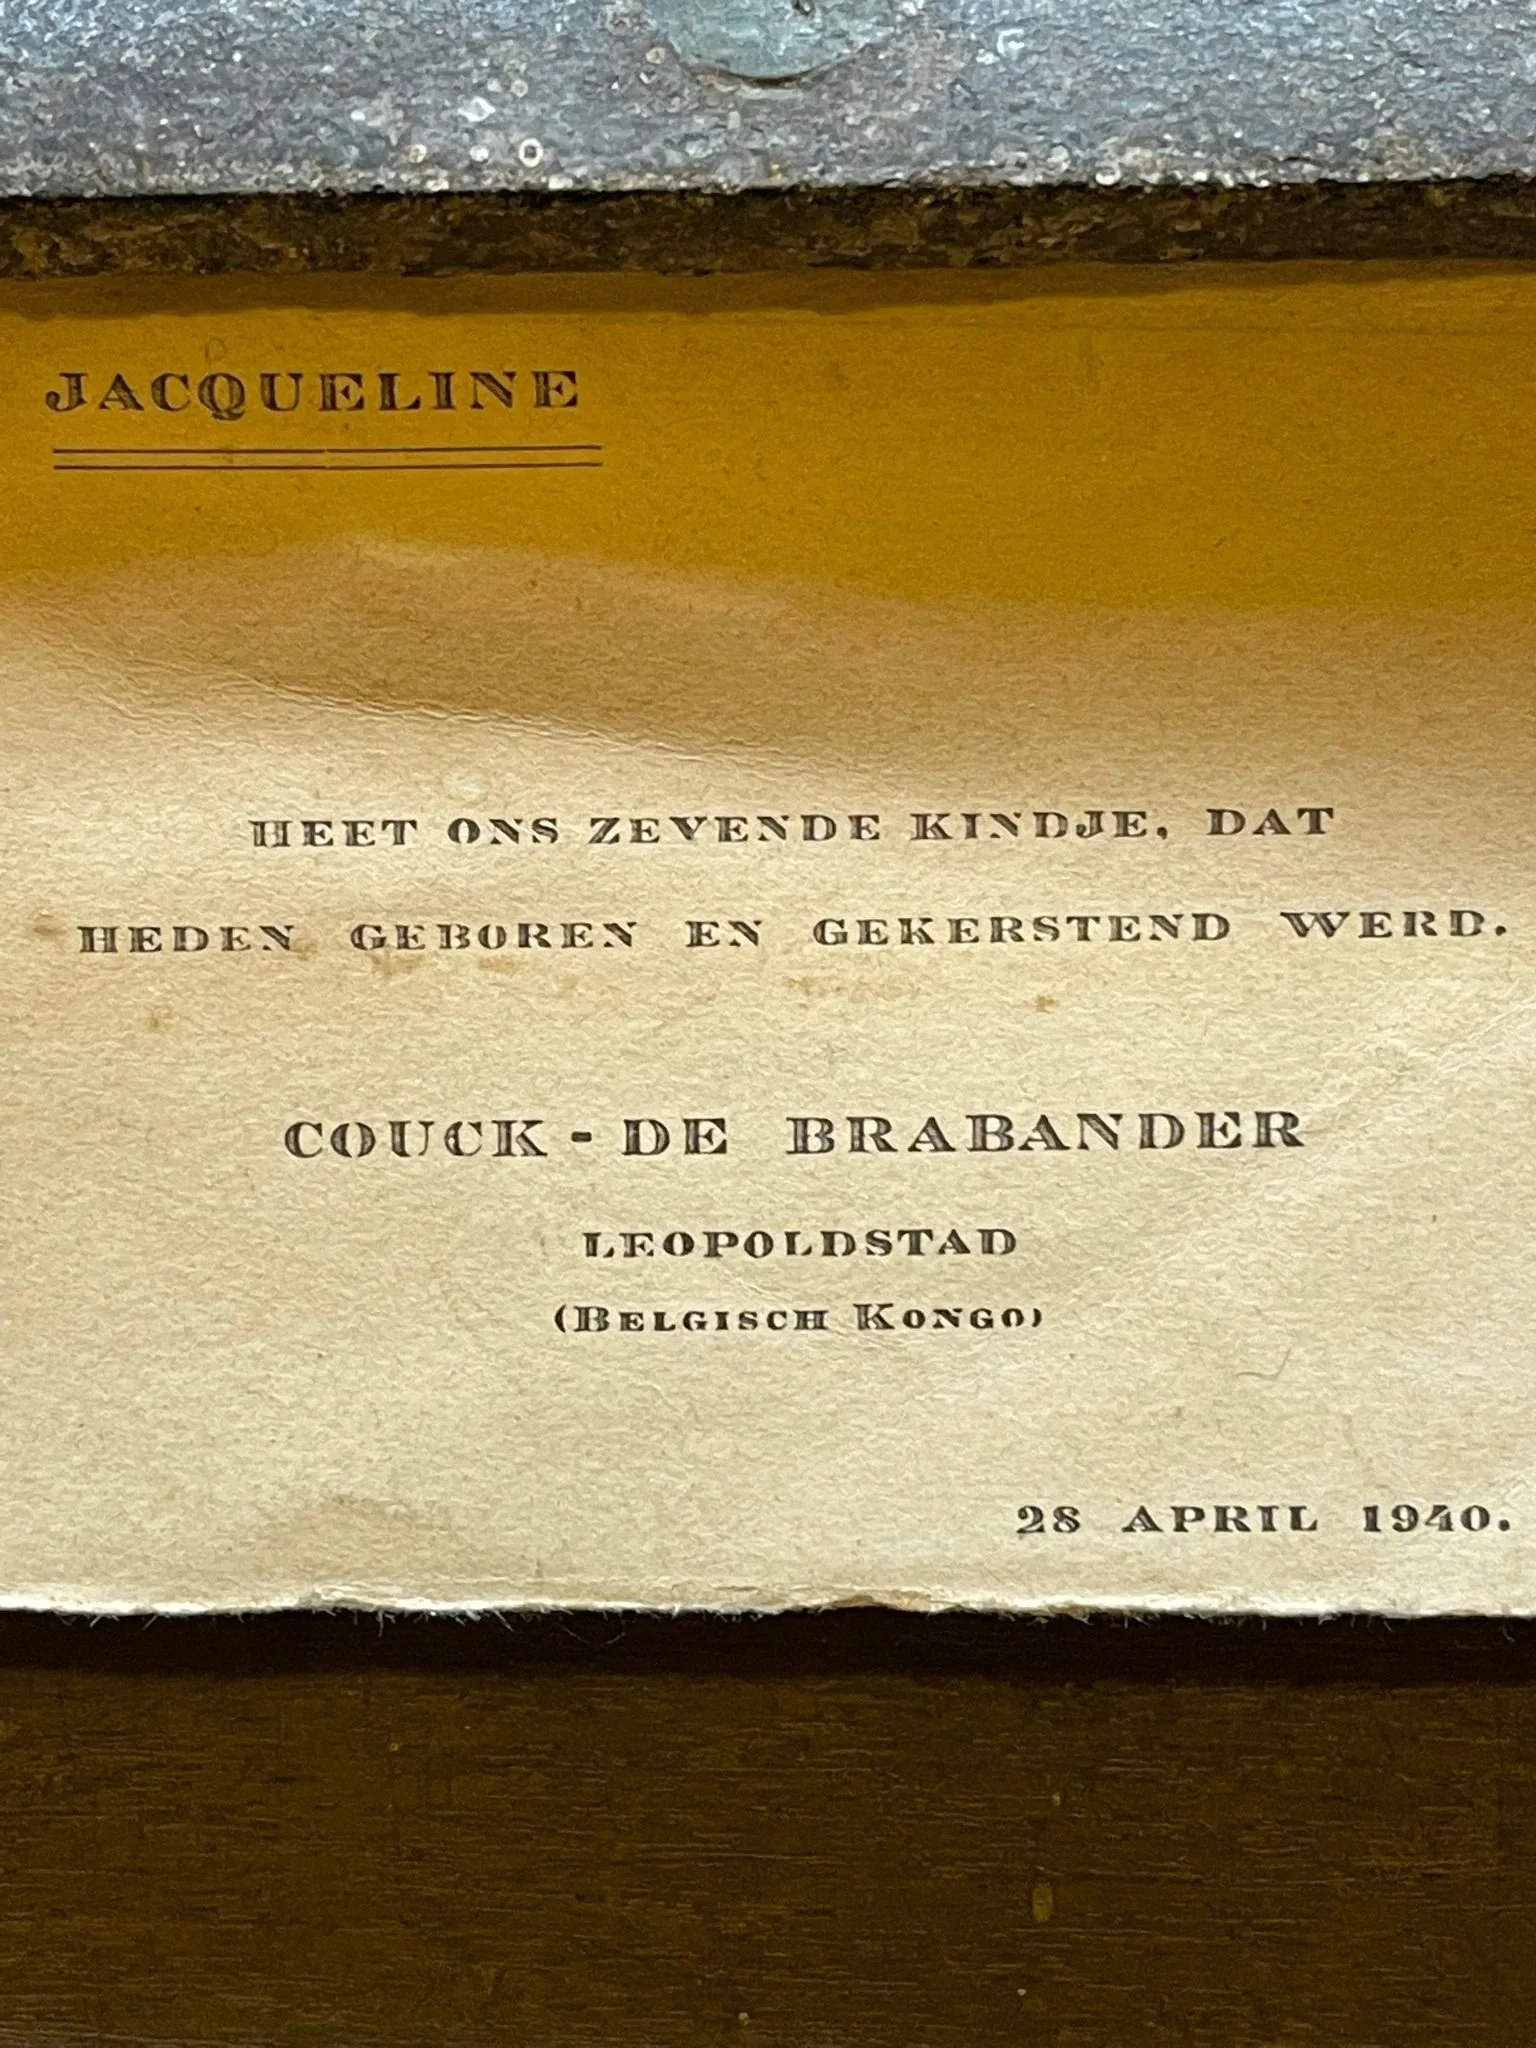 JACQUELINE
HEET ONS ZEVENDE KINDJE, DAT
HEDEN GEBOREN EN GEKERSTEND WERD.
COUCK - DE BRABANDER
LEOPOLDSTAD
(BELGISCH KONGO)
28 APRIL 1940.